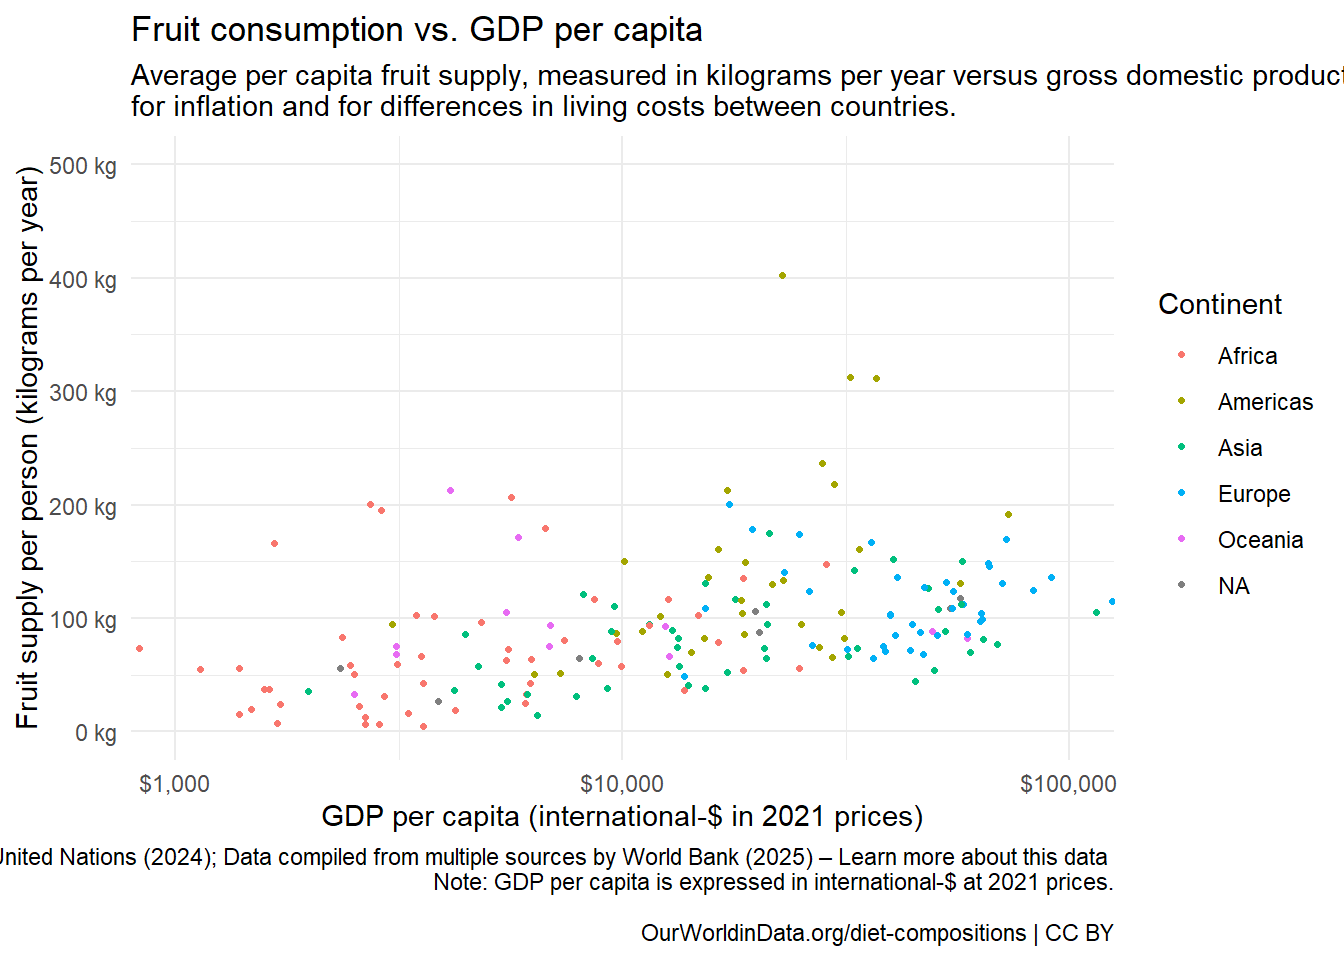 Fruit consumption vs. GDP per capita
Average per capita fruit supply, measured in kilograms per year versus gross domestic product
for inflation and for differences in living costs between countries.
Fruit supply per person (kilograms per year)
500 kg
400 kg
300 kg
200 kg
100 kg
0 kg
$1,000
$10,000
$100,000
GDP per capita (international-$ in 2021 prices)
Continent
Africa
Americas
Asia
Europe
Oceania
NA
United Nations (2024); Data compiled from multiple sources by World Bank (2025) – Learn more about this data
Note: GDP per capita is expressed in international-$ at 2021 prices.
OurWorldinData.org/diet-compositions | CC BY